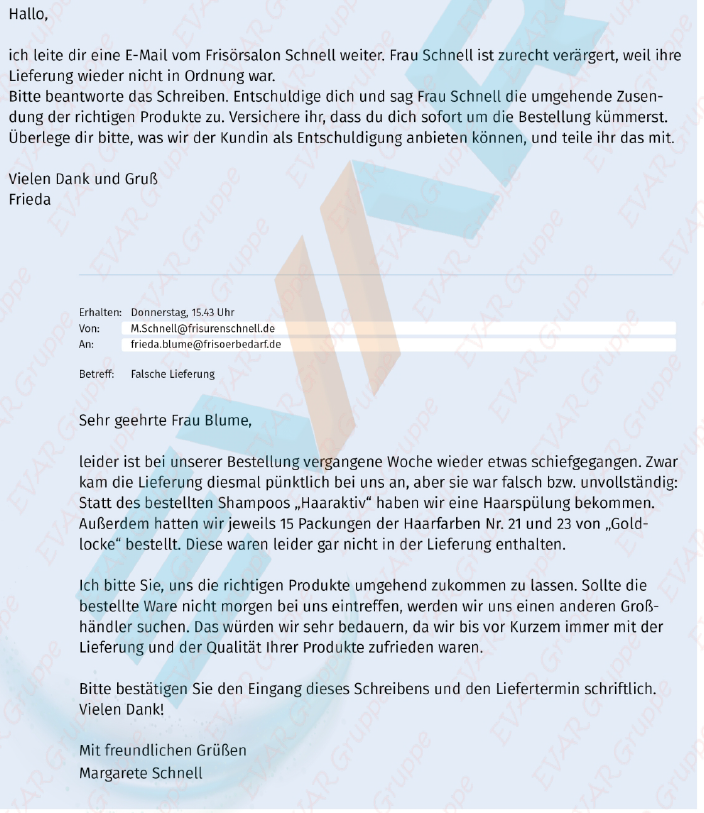 Hallo,
ich leite dir eine E-Mail vom Frisörsalon Schnell weiter. Frau Schnell ist zurecht verärgert, weil ihre
Lieferung wieder nicht in Ordnung war.
Bitte beantworte das Schreiben. Entschuldige dich und sag Frau Schnell die umgehende Zusen-
dung der richtigen Produkte zu. Versichere ihr, dass du dich sofort um die Bestellung kümmerst.
Überlege dir bitte, was wir der Kundin als Entschuldigung anbieten können, und teile ihr das mit.
Vielen Dank und Gruß
Frieda
Erhalten: Donnerstag, 15.43 Uhr
Von: M.Schnell@frisurenschnell.de
An: frieda.blume@frisoerbedarf.de
Betreff: Falsche Lieferung
Sehr geehrte Frau Blume,
leider ist bei unserer Bestellung vergangene Woche wieder etwas schiefgegangen. Zwar
kam die Lieferung diesmal pünktlich bei uns an, aber sie war falsch bzw. unvollständig:
Statt des bestellten Shampoos „Haaraktiv“ haben wir eine Haarspülung bekommen.
Außerdem hatten wir jeweils 15 Packungen der Haarfarben Nr. 21 und 23 von „Gold-
locke“ bestellt. Diese waren leider gar nicht in der Lieferung enthalten.
Ich bitte Sie, uns die richtigen Produkte umgehend zukommen zu lassen. Sollte die
bestellte Ware nicht morgen bei uns eintreffen, werden wir uns einen anderen Groß-
händler suchen. Das würden wir sehr bedauern, da wir bis vor Kurzem immer mit der
Lieferung und der Qualität Ihrer Produkte zufrieden waren.
Bitte bestätigen Sie den Eingang dieses Schreibens und den Liefertermin schriftlich.
Vielen Dank!
Mit freundlichen Grüßen
Margarete Schnell
EVAR Gruppe